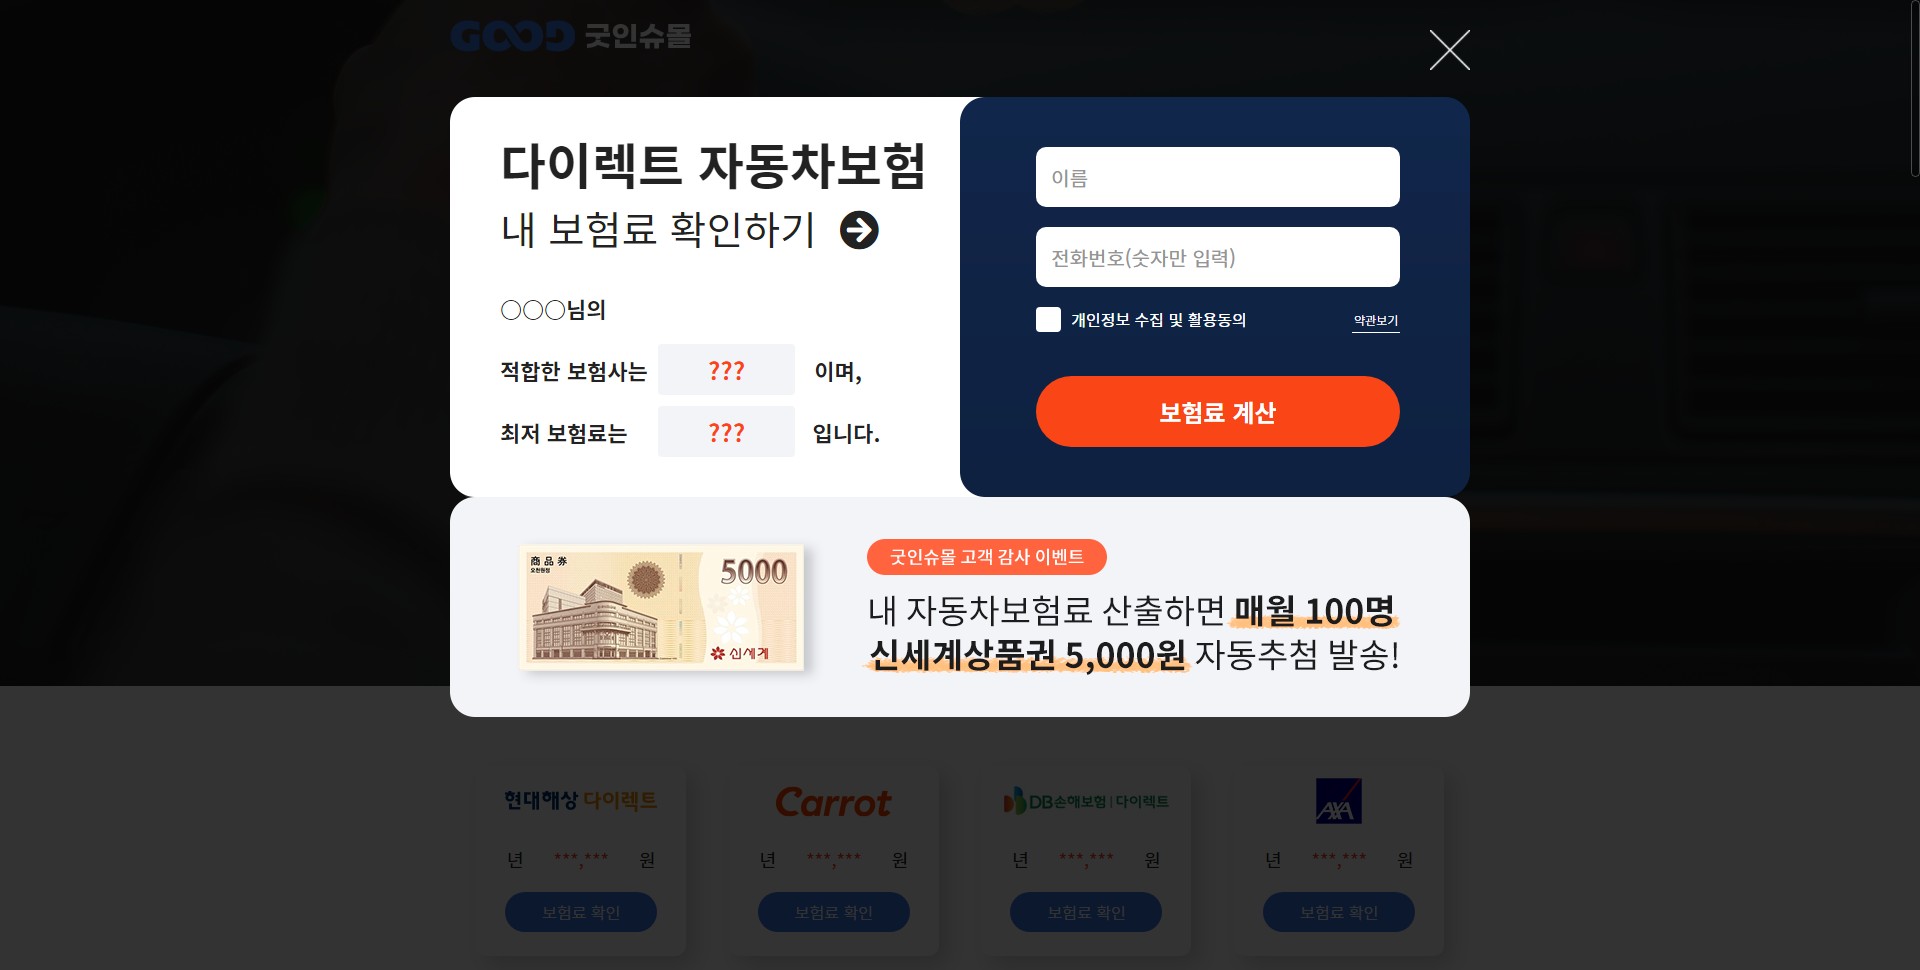 GOOD 굿인슈몰
다이렉트 자동차보험
내 보험료 확인하기
○○○님의
적합한 보험사는 ??? 이며,
최저 보험료는 ??? 입니다.
이름
전화번호(숫자만 입력)
개인정보 수집 및 활용동의 약관보기
보험료 계산
商品券
오천원정
5000
신세계
굿인슈몰 고객 감사 이벤트
내 자동차보험료 산출하면 매월 100명
신세계상품권 5,000원 자동추첨 발송!
현대해상 다이렉트
년 ***,*** 원
보험료 확인
Carrot
년 ***,*** 원
보험료 확인
DB손해보험 | 다이렉트
년 ***,*** 원
보험료 확인
AXA
년 ***,*** 원
보험료 확인